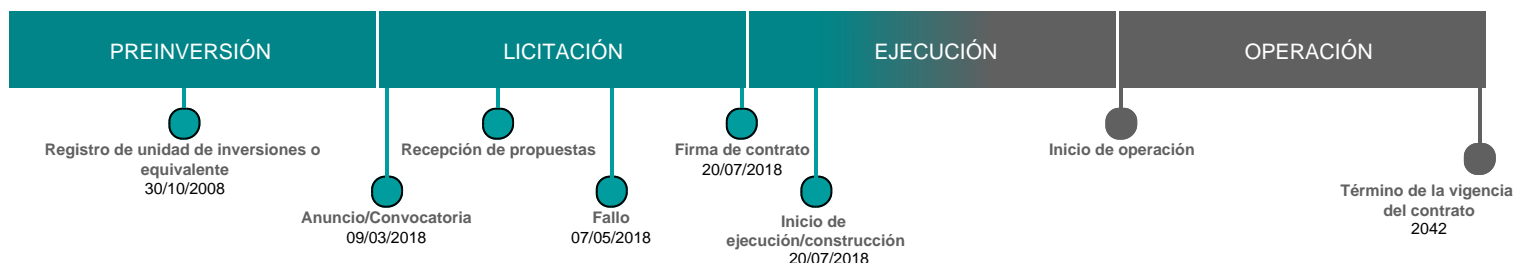 PREINVERSIÓN
LICITACIÓN
EJECUCIÓN
OPERACIÓN
Registro de unidad de inversiones o
equivalente
30/10/2008
Anuncio/Convocatoria
09/03/2018
Recepción de propuestas
Fallo
07/05/2018
Firma de contrato
20/07/2018
Inicio de
ejecución/construcción
20/07/2018
Inicio de operación
Término de la vigencia
del contrato
2042